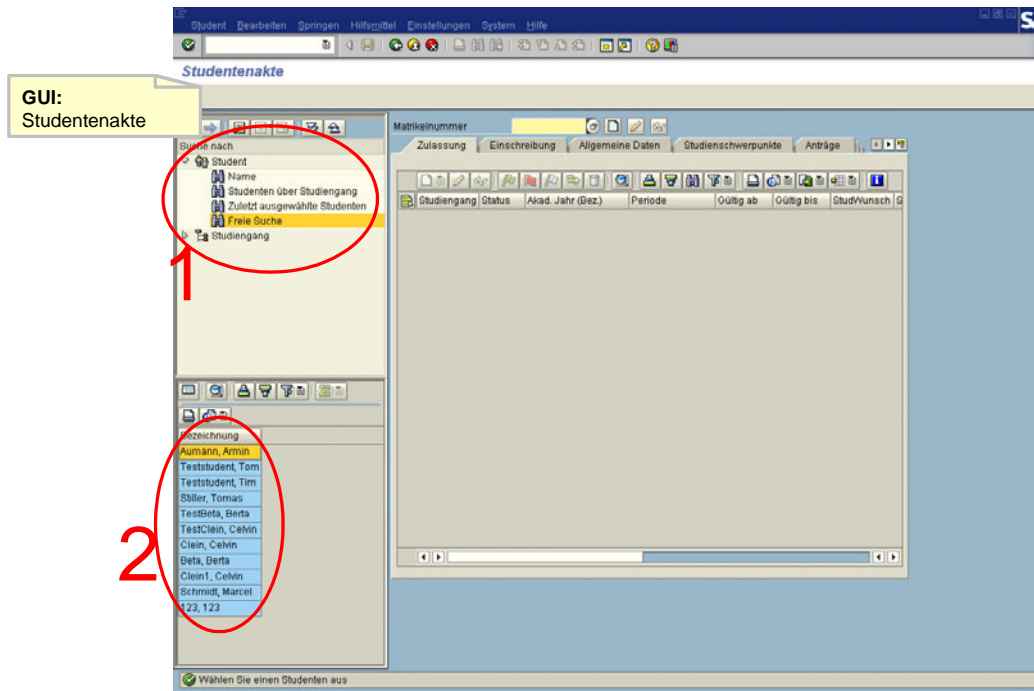 Student Bearbeiten Springen Hilfsmittel Einstellungen System Hilfe
Studentenakte
GUI:
Studentenakte
Matrikelnummer
Suche nach
Zulassung Einschreibung Allgemeine Daten Studienschwerpunkte Anträge
Student
Name
Studenten über Studiengang
Zuletzt ausgewählte Studenten
Freie Suche
Studiengang
Studiengang Status Akad. Jahr (Bez.) Periode Gültig ab Gültig bis StudWunsch S
1
Bezeichnung
Aumann, Armin
Teststudent, Tom
Teststudent, Tim
Stiller, Tomas
TestBeta, Berta
TestClein, Celvin
Clein, Celvin
Beta, Berta
Clein1, Celvin
Schmidt, Marcel
123, 123
2
Wählen Sie einen Studenten aus